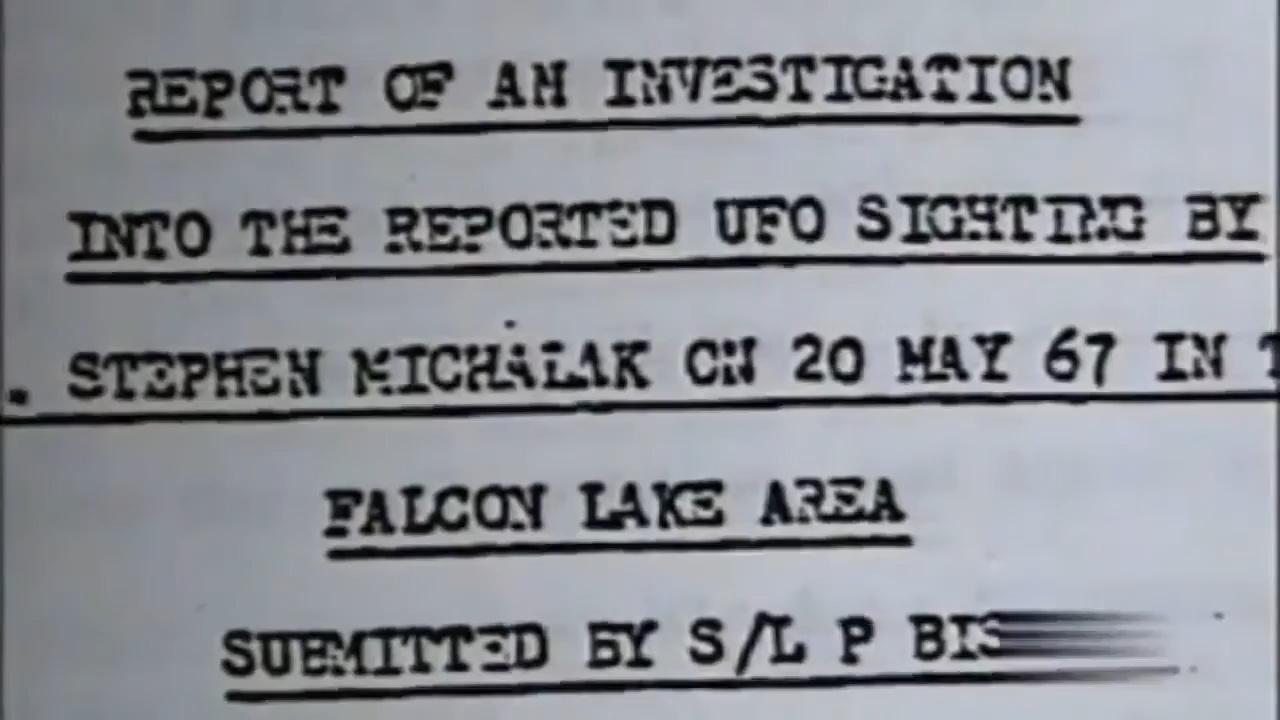 REPORT OF AN INVESTIGATION
INTO THE REPORTED UFO SIGHTING BY
. STEPHEN MICHALAK ON 20 MAY 67 IN
FALCON LAKE AREA
SUBMITTED BY S/L P